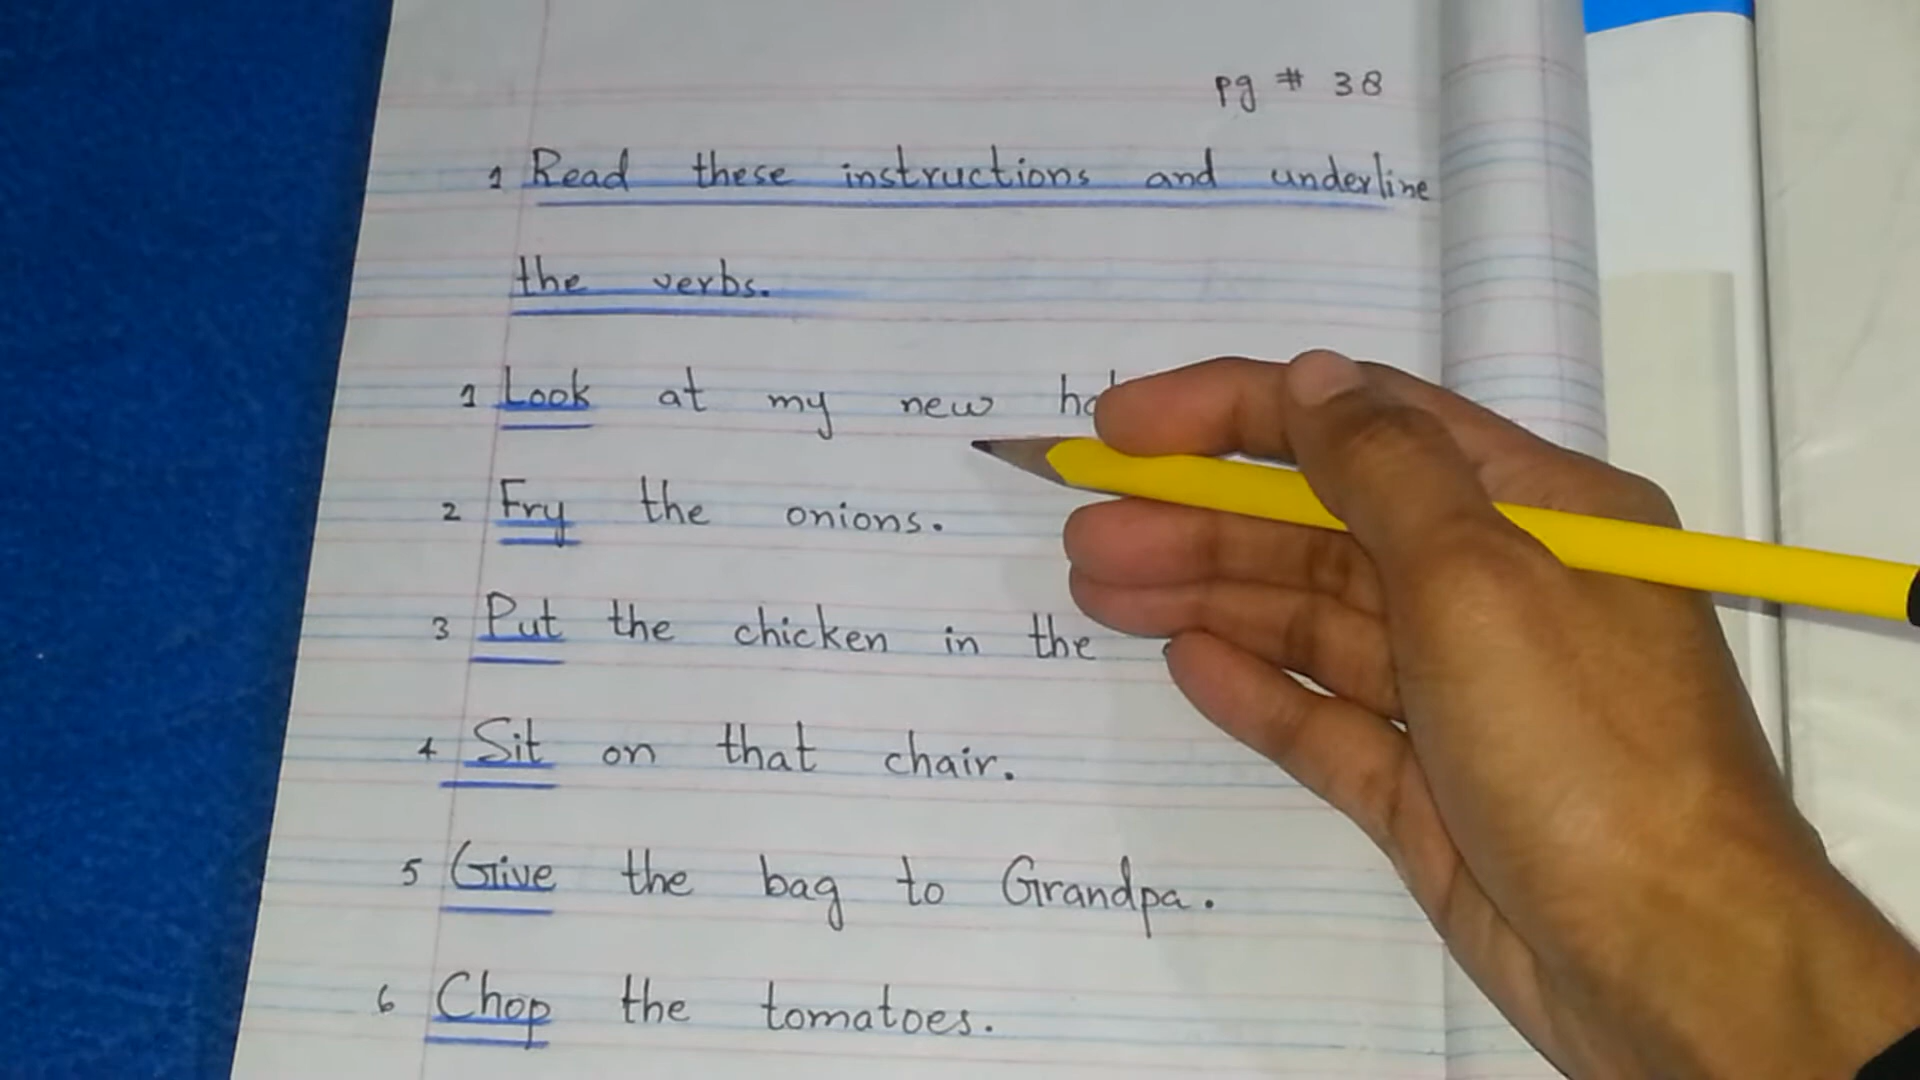 pg # 38
1 Read these instructions and underline
the verbs.
1 Look at my new
2 Fry the onions.
3 Put the chicken in the
4 Sit on that chair.
5 Give the bag to Grandpa.
6 Chop the tomatoes.